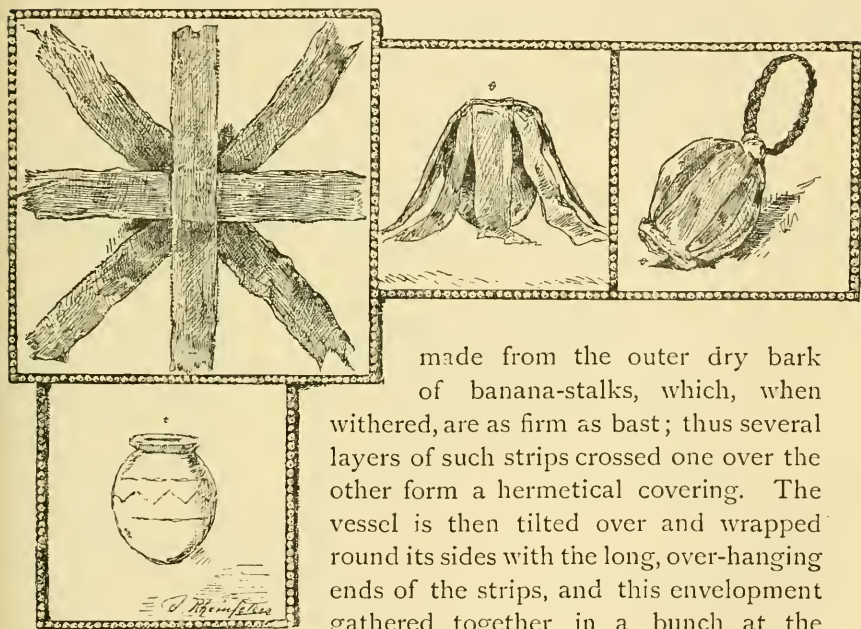 made from the outer dry bark
of banana-stalks, which, when
withered, are as firm as bast; thus several
layers of such strips crossed one over the
other form a hermetical covering. The
vessel is then tilted over and wrapped
round its sides with the long, over-hanging
ends of the strips, and this envelopment
gathered together in a bunch at the